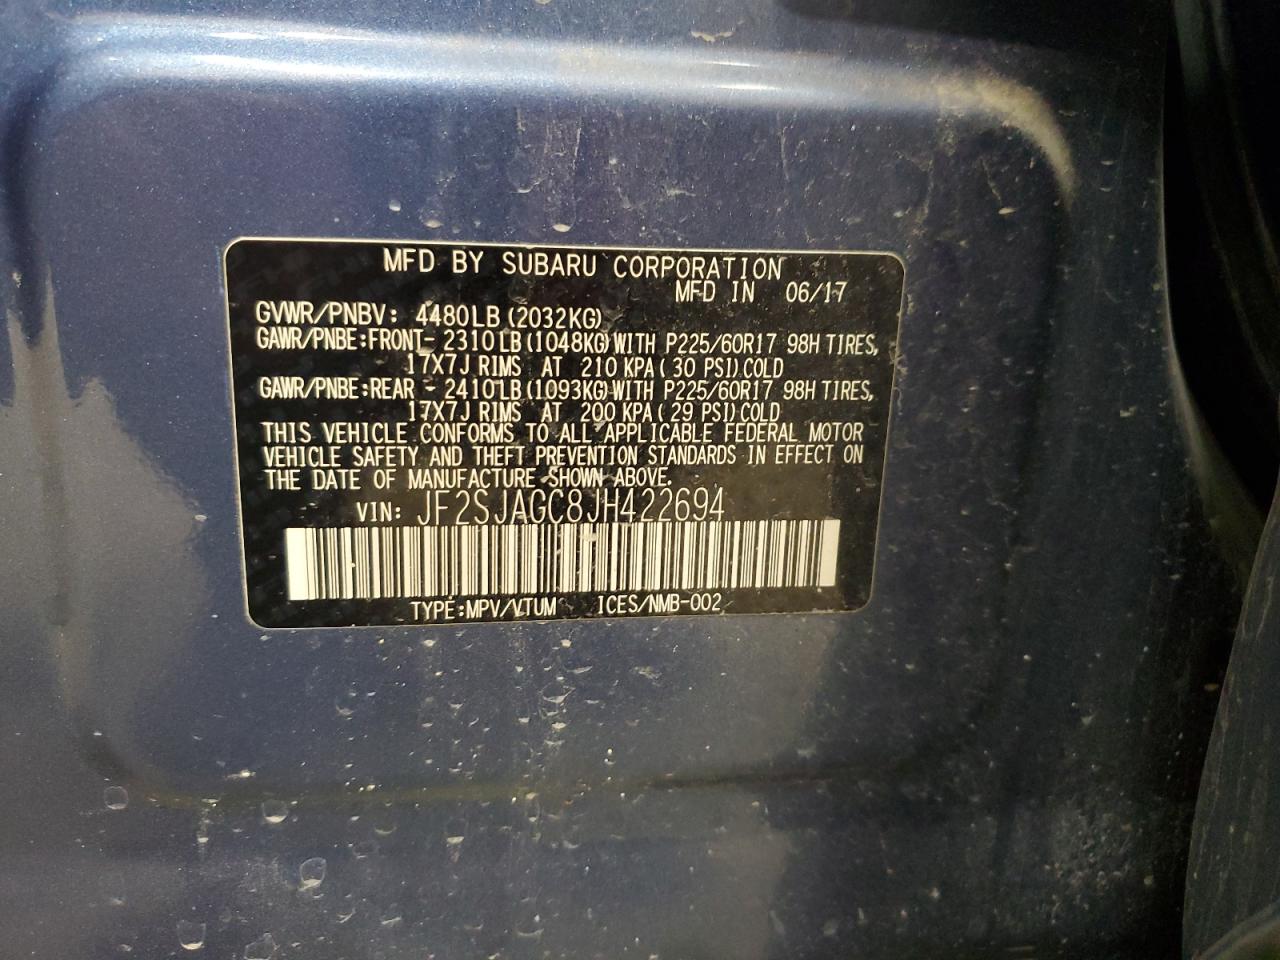 MFD BY SUBARU CORPORATION
MFD IN 06/17
GVWR/PNBV: 4480LB(2032KG)
GAWR/PNBE:FRONT- 2310LB(1048KG)WITH P225/60R17 98H TIRES,
17X7J RIMS AT 210 KPA( 30 PSI)COLD
GAWR/PNBE:REAR - 2410LB(1093KG)WITH P225/60R17 98H TIRES,
17X7J RIMS AT 200 KPA( 29 PSI)COLD
THIS VEHICLE CONFORMS TO ALL APPLICABLE FEDERAL MOTOR
VEHICLE SAFETY AND THEFT PREVENTION STANDARDS IN EFFECT ON
THE DATE OF MANUFACTURE SHOWN ABOVE.
VIN: JF2SJAGC8JH422694
TYPE:MPV/VTUM ICES/NMB-002